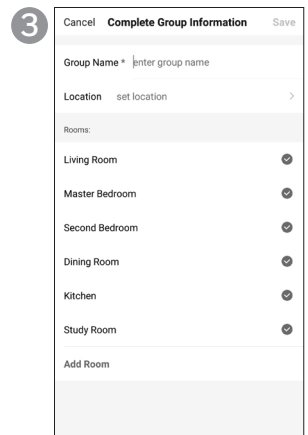 3
Cancel Complete Group Information Save
Group Name * enter group name
Location set location >
Rooms:
Living Room
Master Bedroom
Second Bedroom
Dining Room
Kitchen
Study Room
Add Room